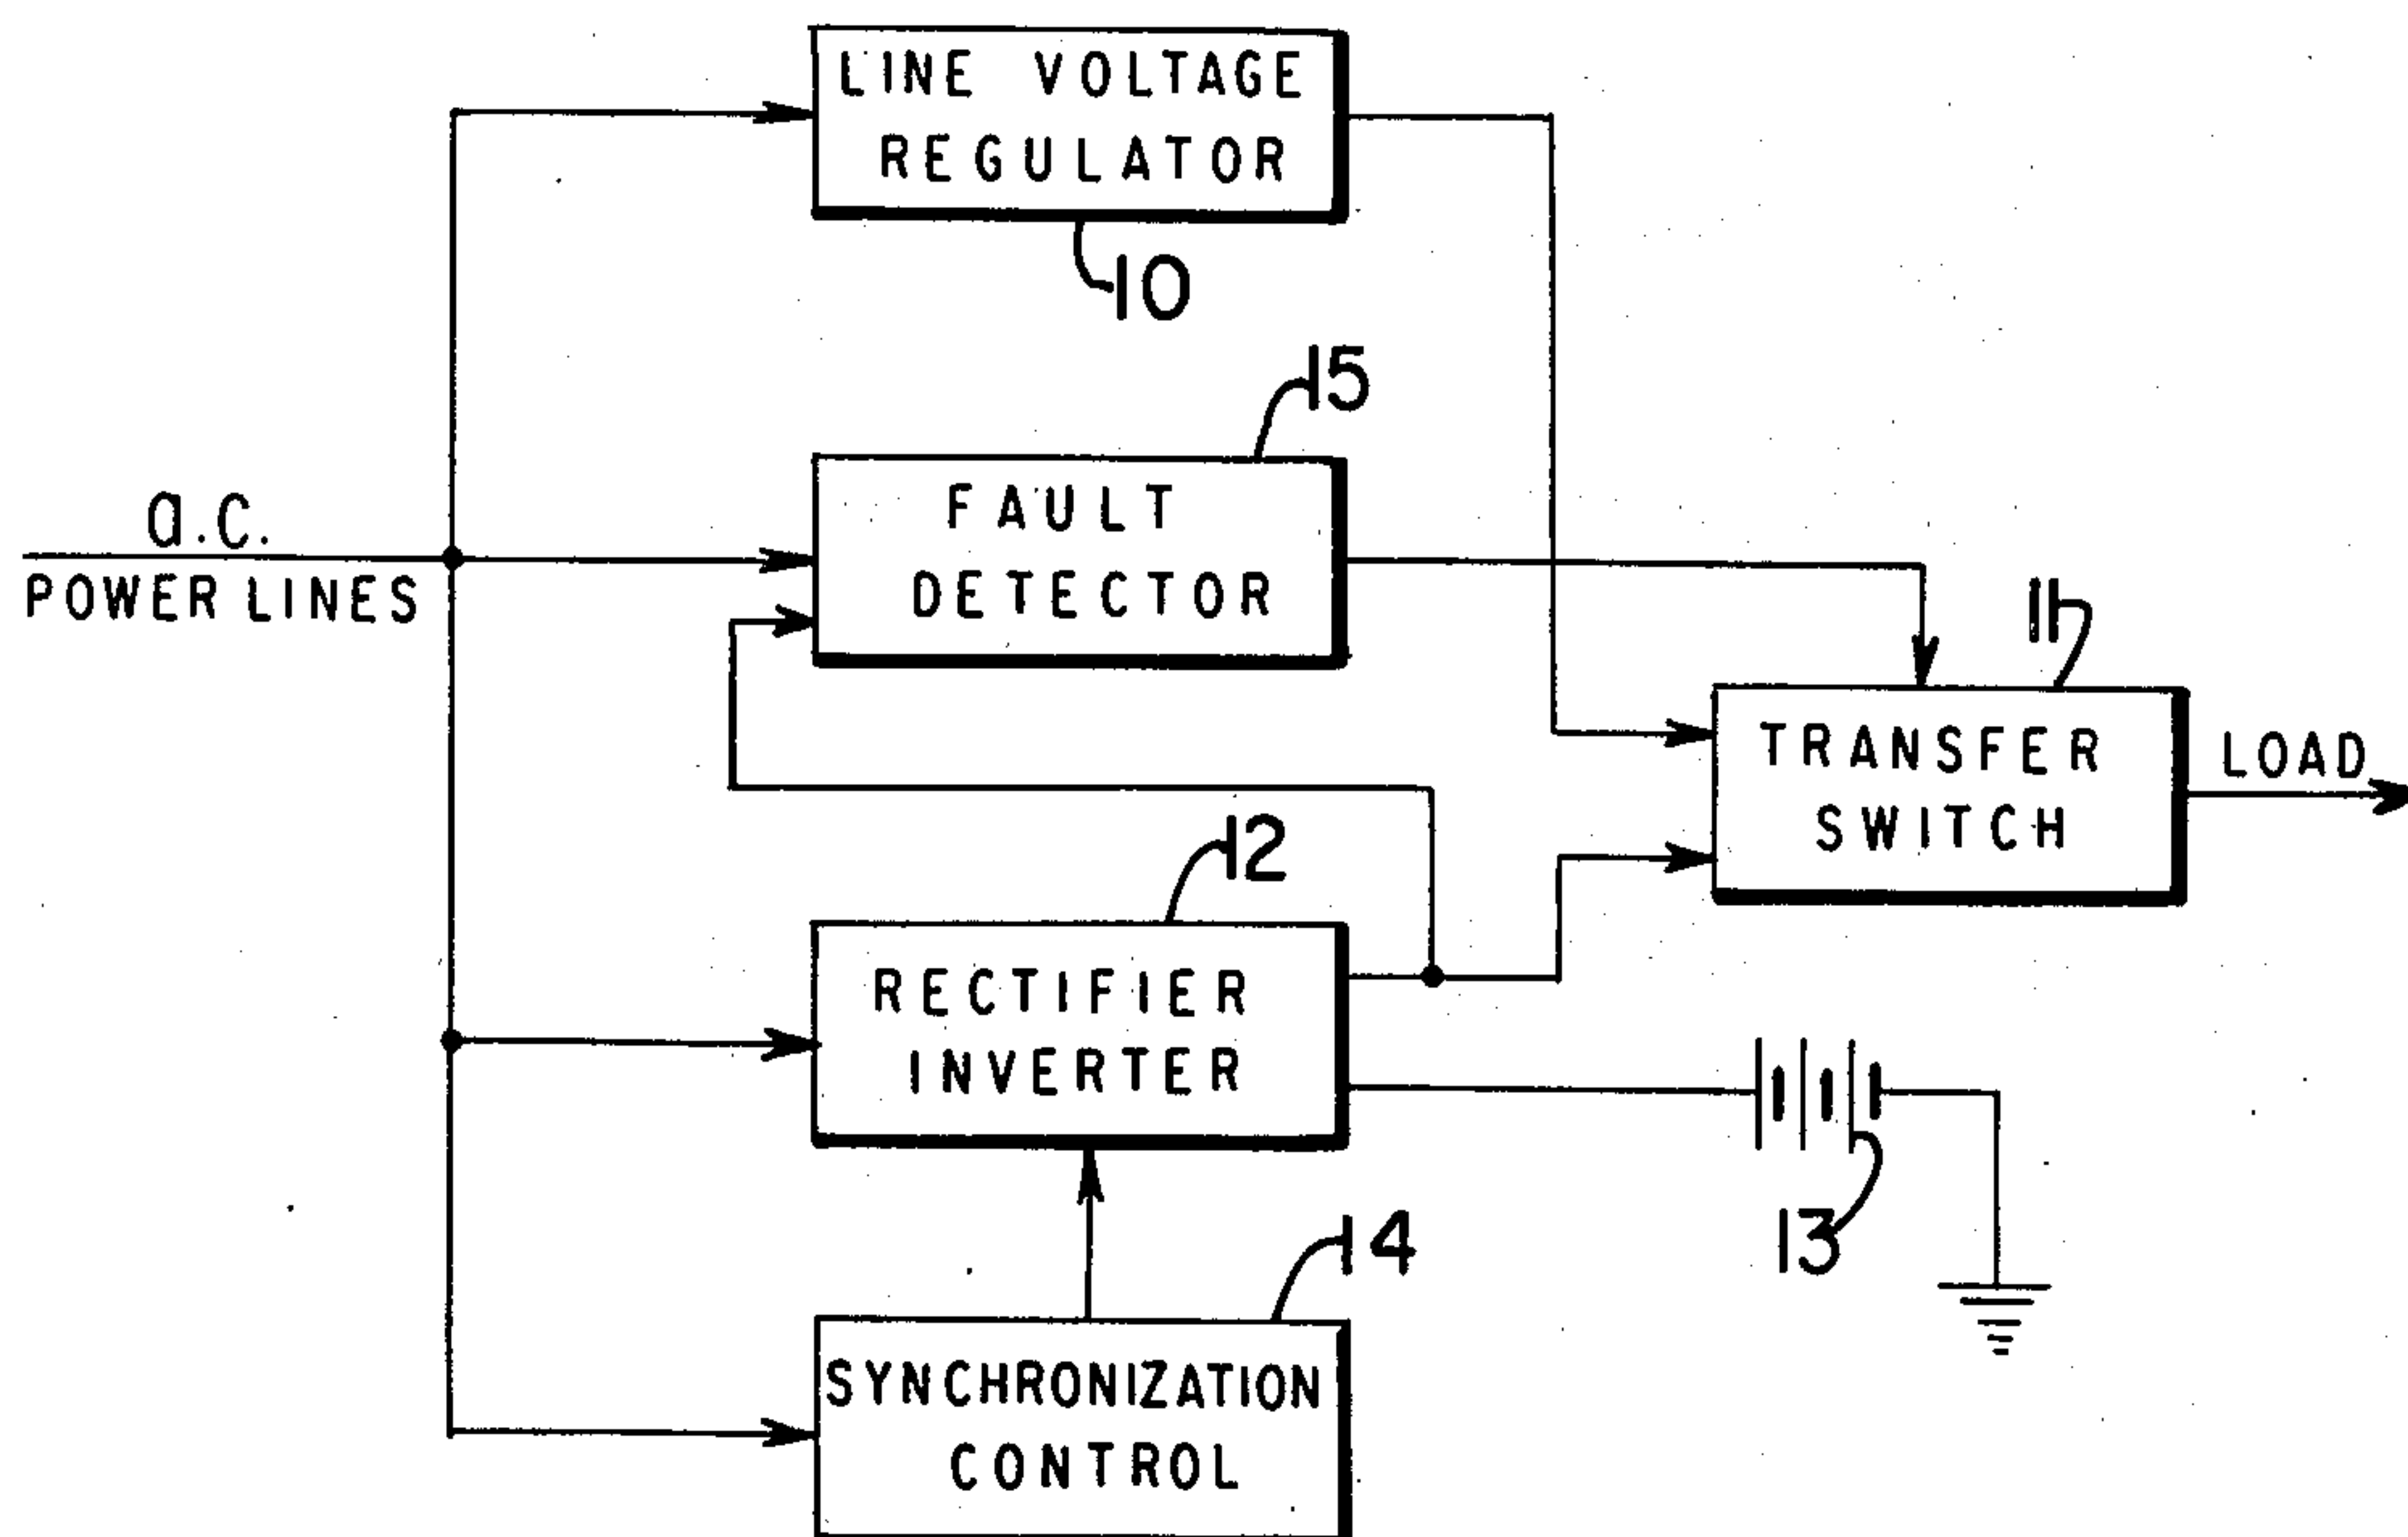 LINE VOLTAGE
REGULATOR
10
15
a.c.
POWER LINES
FAULT
DETECTOR
11
TRANSFER
SWITCH
LOAD
12
RECTIFIER
INVERTER
13
14
SYNCHRONIZATION
CONTROL